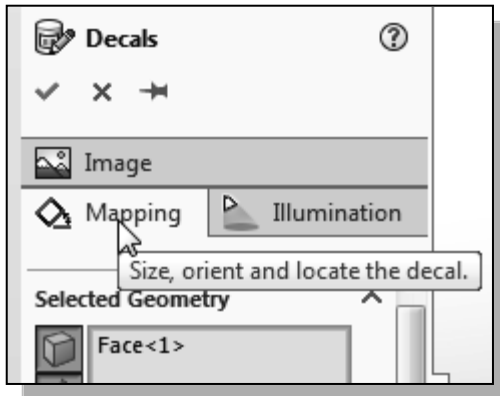 Decals
Image
Mapping
Illumination
Size, orient and locate the decal.
Selected Geometry
Face<1>